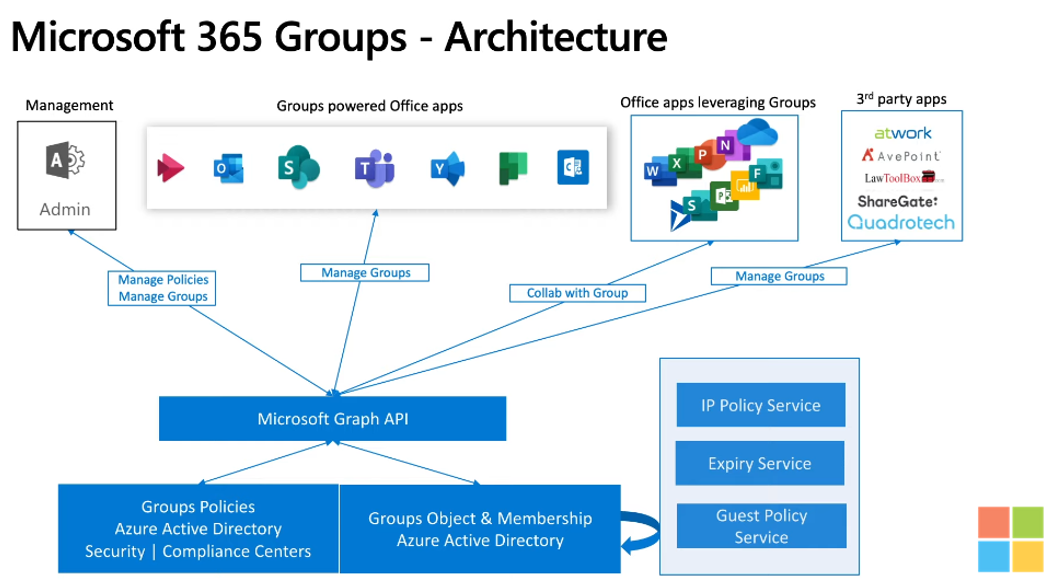 Microsoft 365 Groups - Architecture
Management
Groups powered Office apps
Office apps leveraging Groups
3rd party apps
A
Admin
O
S
T
Y
W
X
P
N
F
S
atwork
AvePoint
LawToolBox
ShareGate
Quadrotech
Manage Policies
Manage Groups
Manage Groups
Collab with Group
Manage Groups
Microsoft Graph API
Groups Policies
Azure Active Directory
Security | Compliance Centers
Groups Object & Membership
Azure Active Directory
IP Policy Service
Expiry Service
Guest Policy
Service